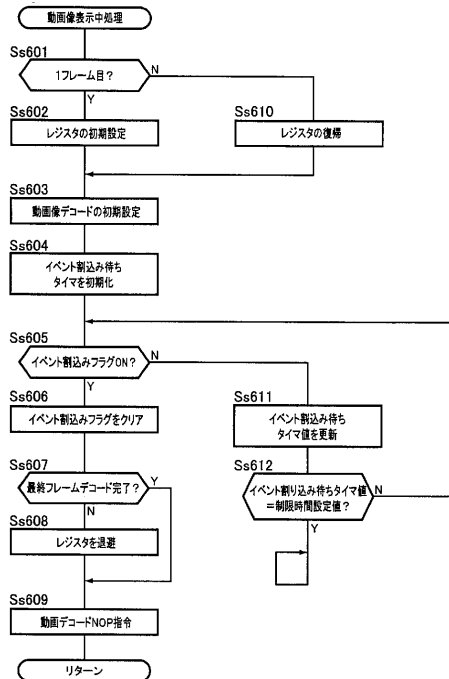 動画像表示中処理
Ss601
1フレーム目?
N
Y
Ss602
レジスタの初期設定
Ss610
レジスタの復帰
Ss603
動画像デコードの初期設定
Ss604
イベント割込み待ち
タイマを初期化
Ss605
イベント割込みフラグON?
N
Y
Ss606
イベント割込みフラグをクリア
Ss611
イベント割込み待ち
タイマ値を更新
Ss607
最終フレームデコード完了?
Y
N
Ss612
イベント割り込み待ちタイマ値
=制限時間設定値?
N
Y
Ss608
レジスタを退避
Ss609
動画デコードNOP指令
リターン